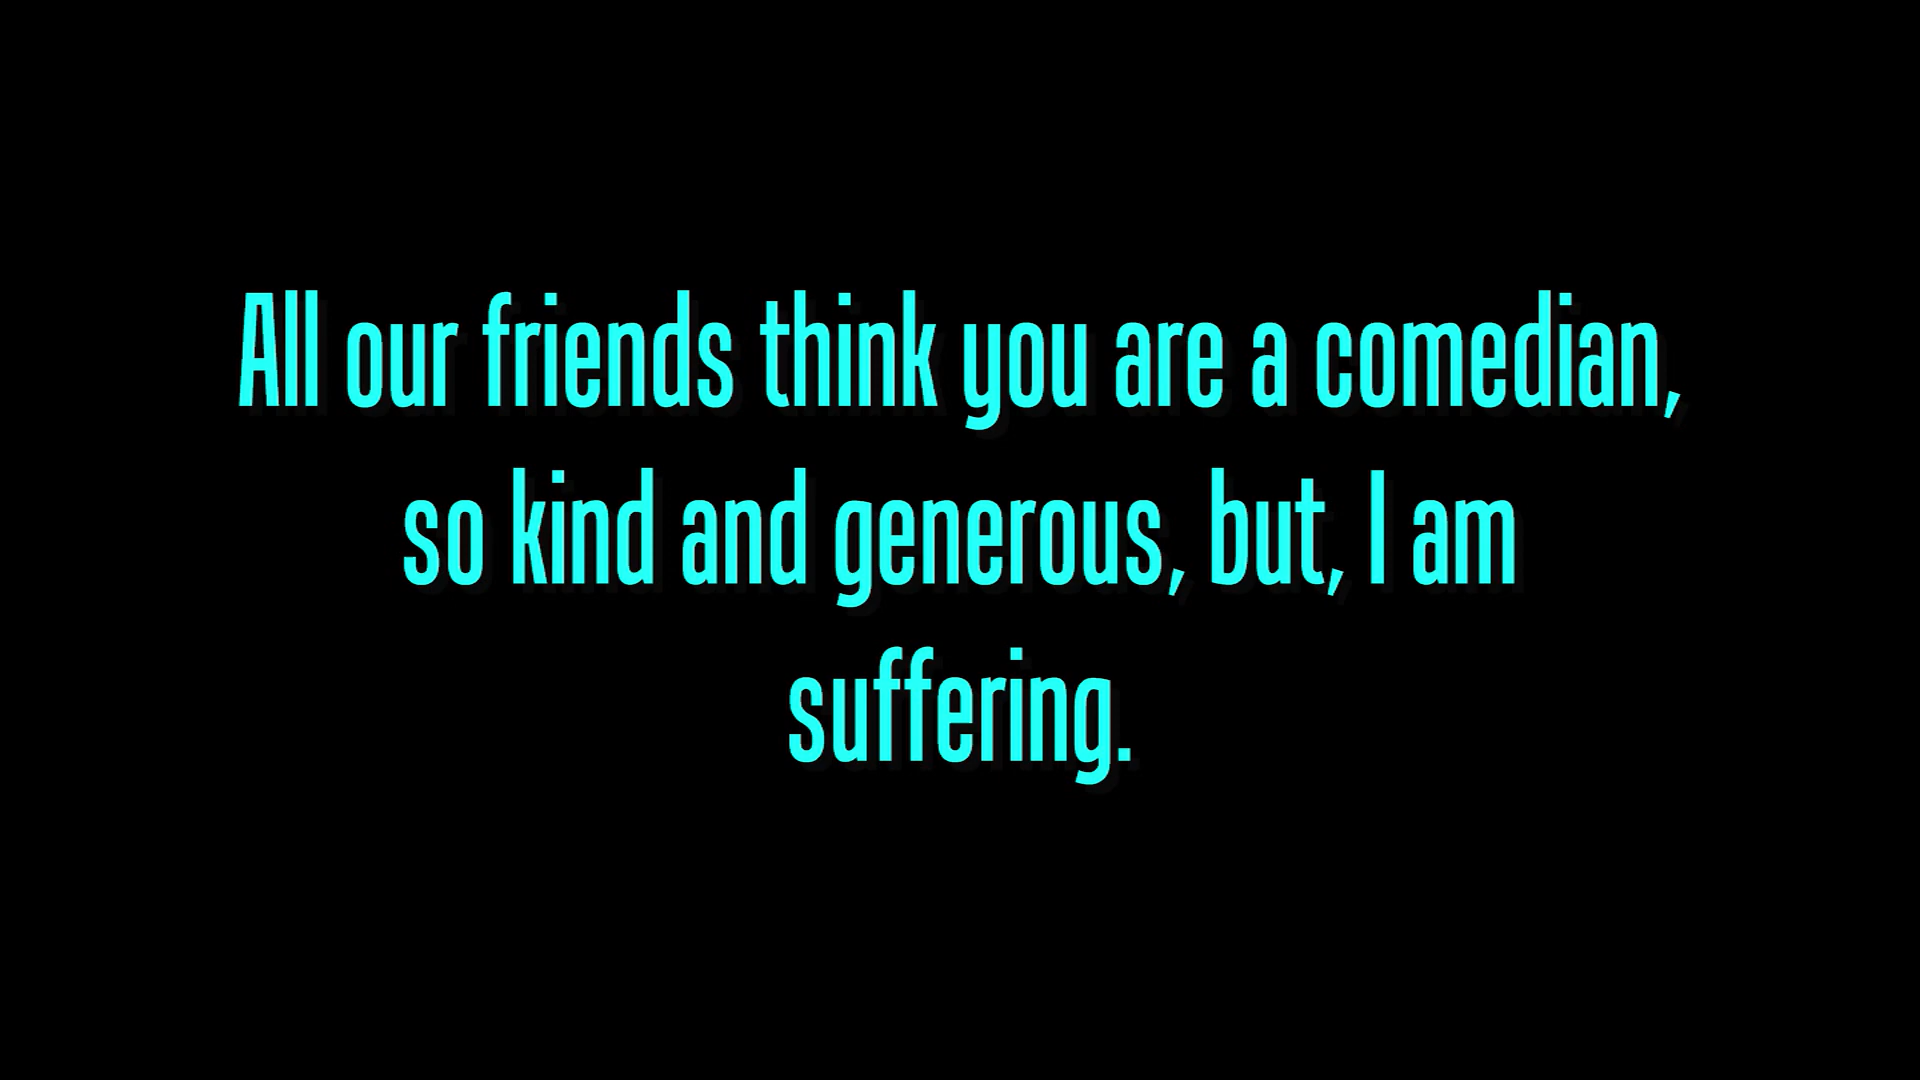 All our friends think you are a comedian,
so kind and generous, but, I am
suffering.